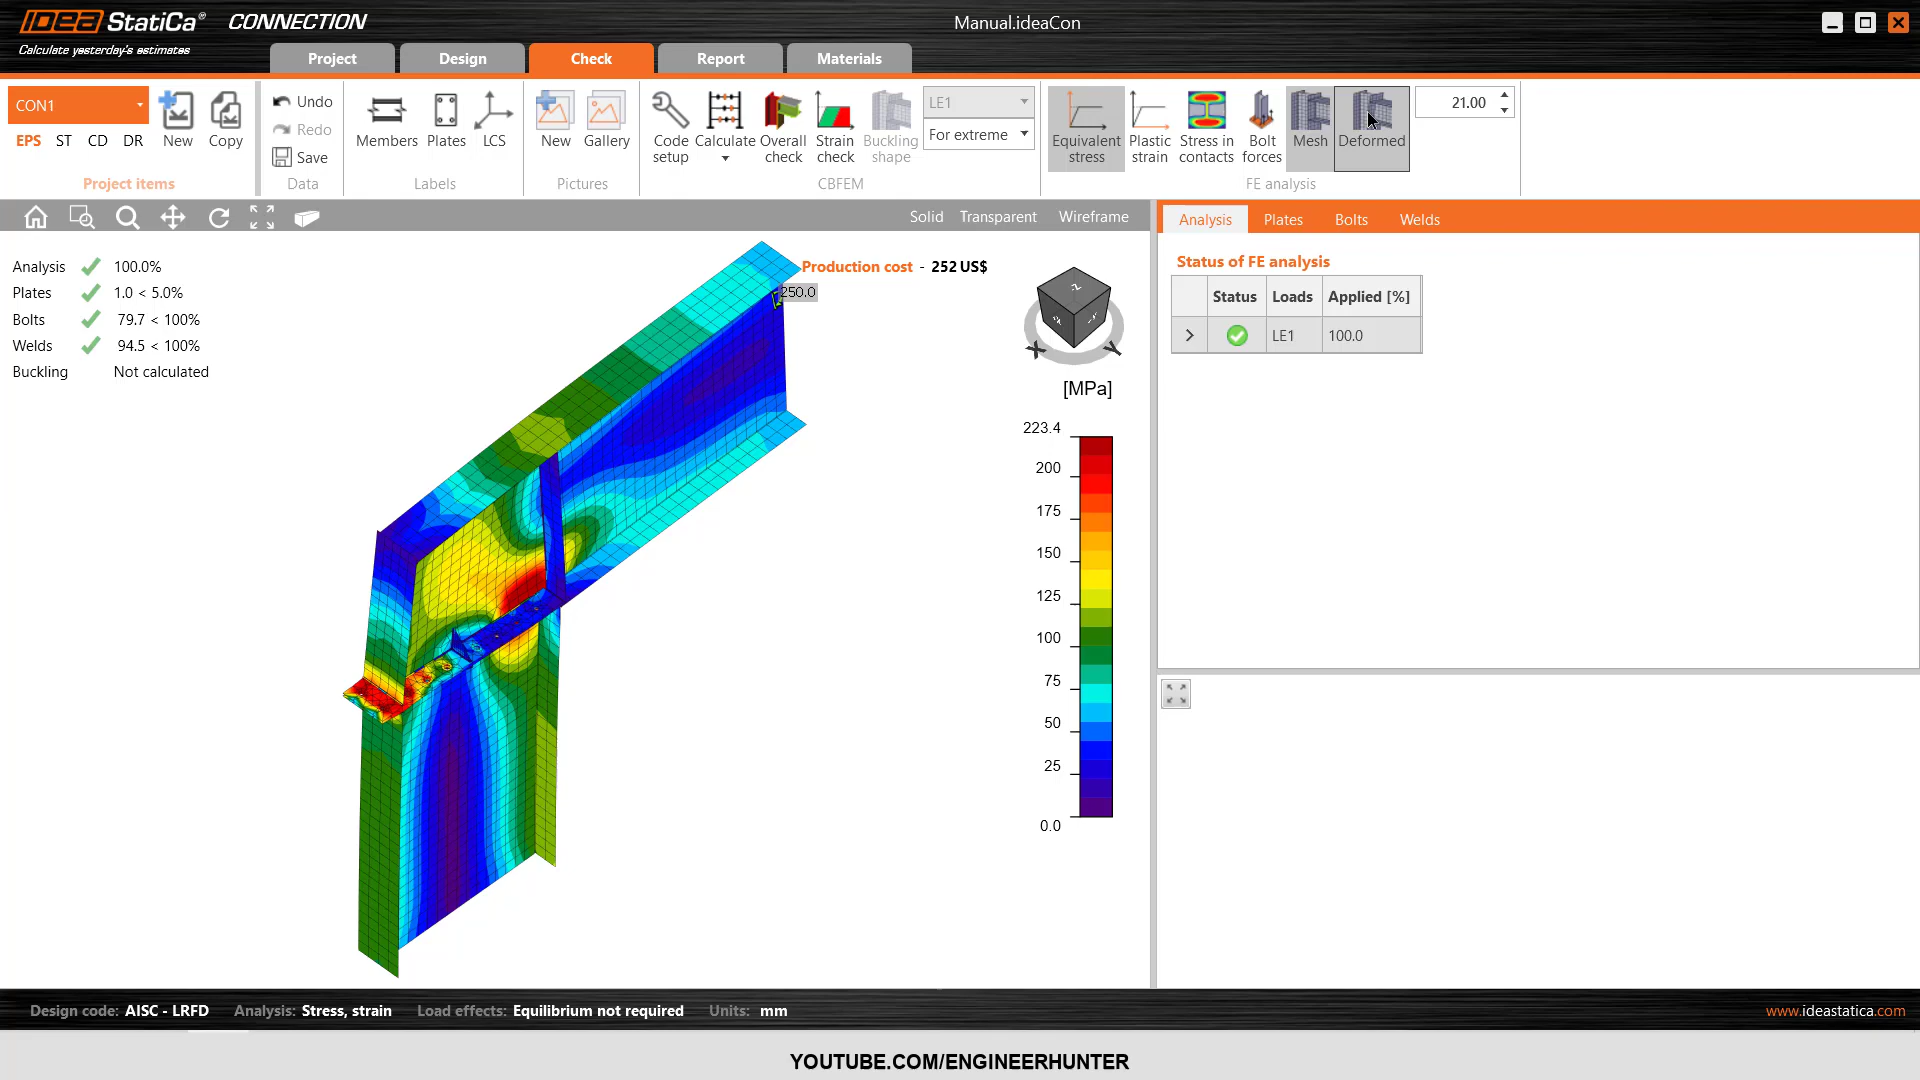 IDEA StatiCa® CONNECTION
Calculate yesterday's estimates
Manual.ideaCon
Project Design Check Report Materials
CON1
EPS ST CD DR
New Copy
Project items
Undo
Redo
Save
Data
Members Plates LCS
Labels
New Gallery
Pictures
Code setup
Calculate
Overall check
Strain check
Buckling shape
LE1
For extreme
CBFEM
Equivalent stress
Plastic strain
Stress in contacts
Bolt forces
Mesh
Deformed
21.00
FE analysis
Solid Transparent Wireframe
Analysis 100.0%
Plates 1.0 < 5.0%
Bolts 79.7 < 100%
Welds 94.5 < 100%
Buckling Not calculated
Production cost - 252 US$
250.0
-Z
X Y
[MPa]
223.4
200
175
150
125
100
75
50
25
0.0
Analysis Plates Bolts Welds
Status of FE analysis
Status Loads Applied [%]
LE1 100.0
Design code: AISC - LRFD Analysis: Stress, strain Load effects: Equilibrium not required Units: mm
www.ideastatica.com
YOUTUBE.COM/ENGINEERHUNTER